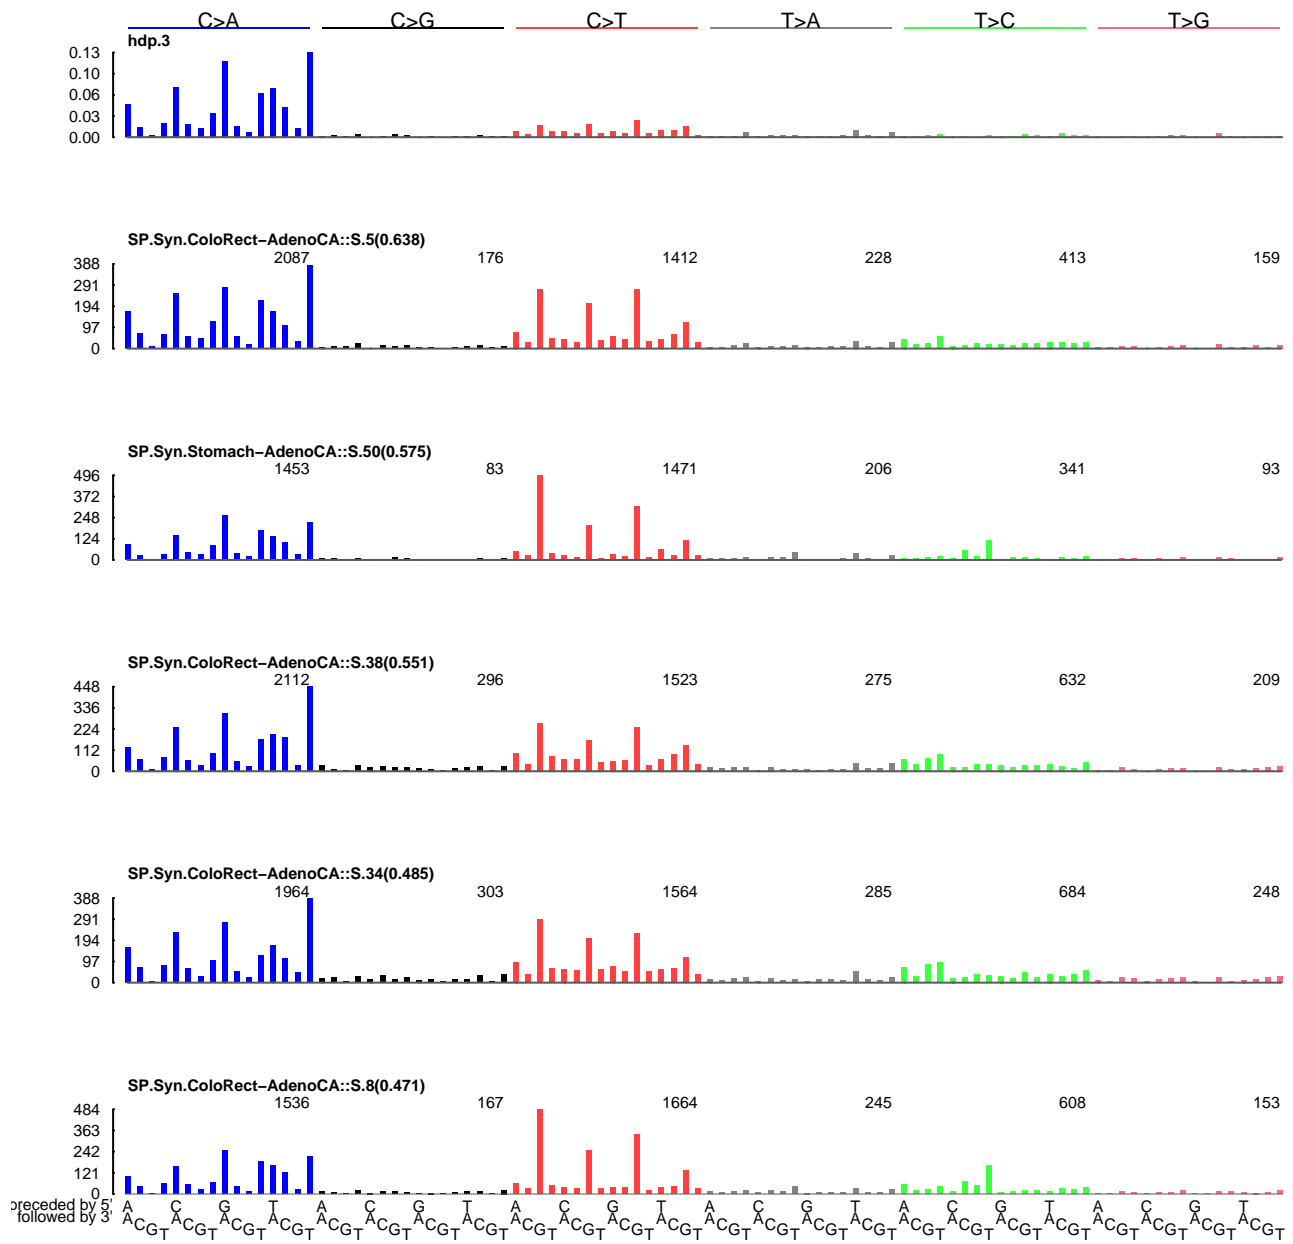 C>A C>G C>T T>A T>C T>G
hdp.3
0.13
0.10
0.06
0.03
0.00
SP.Syn.ColoRect−AdenoCA::S.5(0.638)
2087 176 1412 228 413 159
388
291
194
97
0
SP.Syn.Stomach−AdenoCA::S.50(0.575)
1453 83 1471 206 341 93
496
372
248
124
0
SP.Syn.ColoRect−AdenoCA::S.38(0.551)
2112 296 1523 275 632 209
448
336
224
112
0
SP.Syn.ColoRect−AdenoCA::S.34(0.485)
1964 303 1564 285 684 248
388
291
194
97
0
SP.Syn.ColoRect−AdenoCA::S.8(0.471)
1536 167 1664 245 608 153
484
363
242
121
0
preceded by 5' A C G T A C G T A C G T A C G T A C G T A C G T
followed by 3' A C G T A C G T A C G T A C G T A C G T A C G T A C G T A C G T A C G T A C G T A C G T A C G T A C G T A C G T A C G T A C G T A C G T A C G T A C G T A C G T A C G T A C G T A C G T A C G T